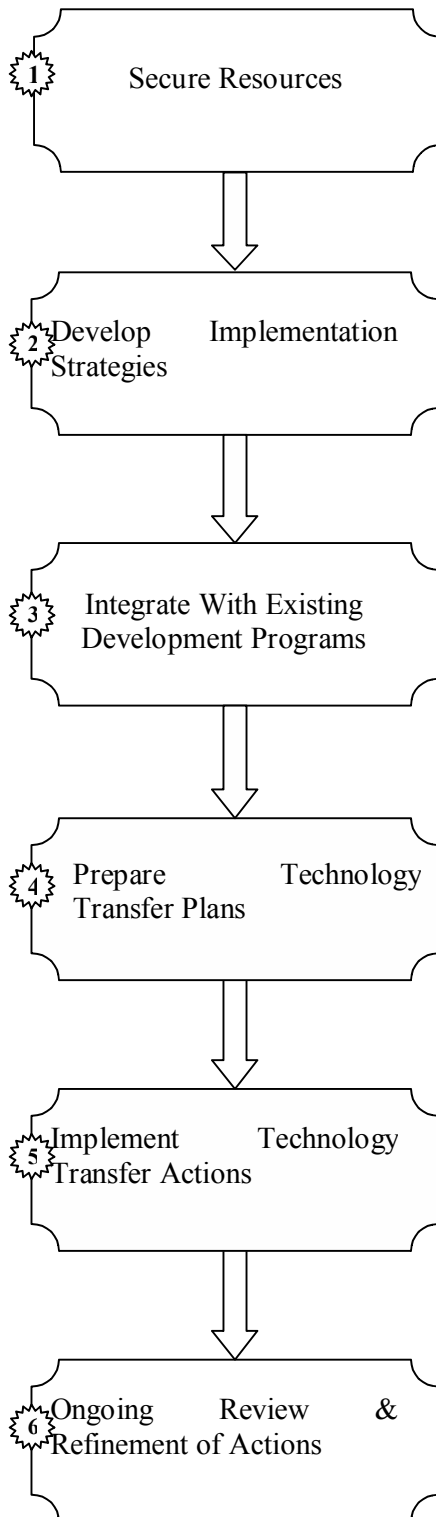 1
Secure Resources
2
Develop Implementation
Strategies
3
Integrate With Existing
Development Programs
4
Prepare Technology
Transfer Plans
5
Implement Technology
Transfer Actions
6
Ongoing Review &
Refinement of Actions